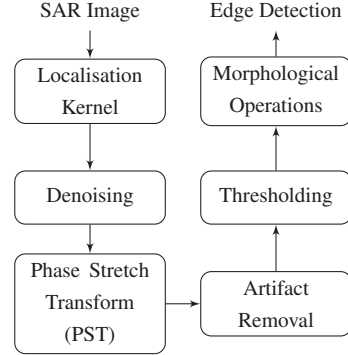 SAR Image
Localisation
Kernel
Denoising
Phase Stretch
Transform
(PST)
Artifact
Removal
Thresholding
Morphological
Operations
Edge Detection